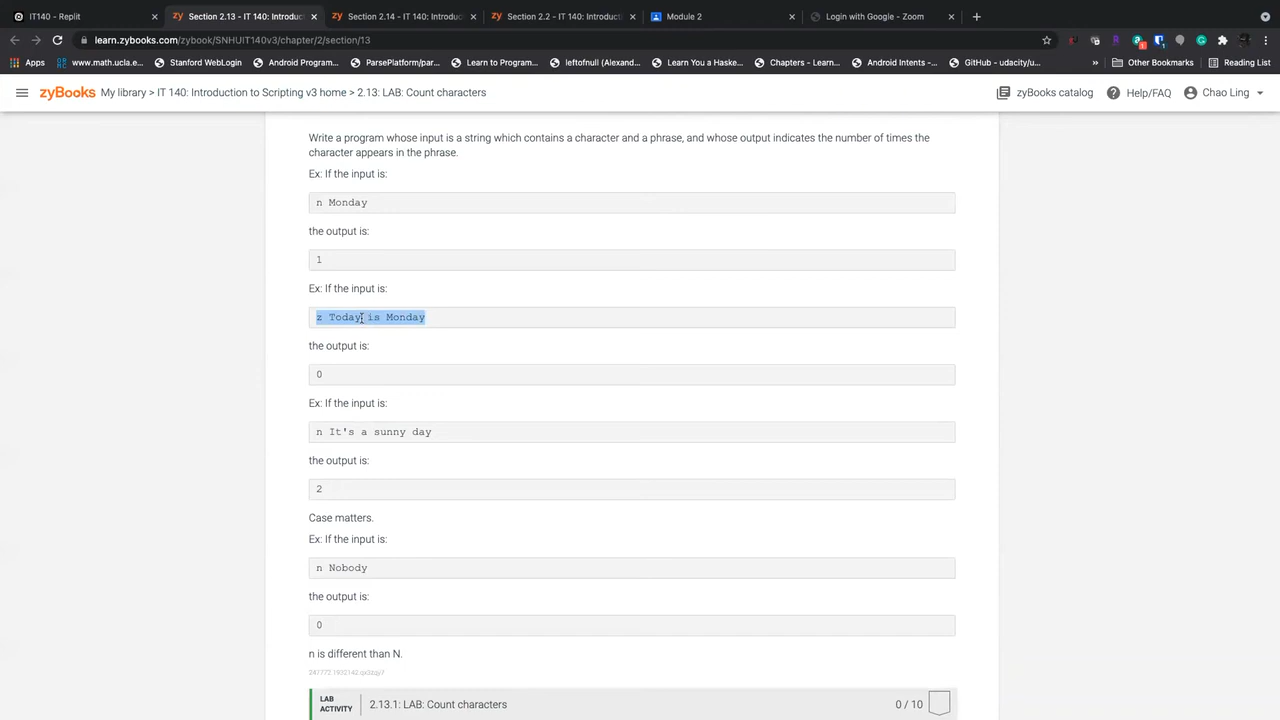 IT140 - Replit
Section 2.13 - IT 140: Introduct
Section 2.14 - IT 140: Introduc
Section 2.2 - IT 140: Introduct
Module 2
Login with Google - Zoom
learn.zybooks.com/zybook/SNHUIT140v3/chapter/2/section/13
Apps
www.math.ucla.e...
Stanford WebLogin
Android Program...
ParsePlatform/par...
Learn to Program...
leftofnull (Alexand...
Learn You a Haske...
Chapters – Learn...
Android Intents -...
GitHub - udacity/u...
Other Bookmarks
Reading List
zyBooks My library > IT 140: Introduction to Scripting v3 home > 2.13: LAB: Count characters
zyBooks catalog
Help/FAQ
Chao Ling
Write a program whose input is a string which contains a character and a phrase, and whose output indicates the number of times the
character appears in the phrase.
Ex: If the input is:
n Monday
the output is:
1
Ex: If the input is:
z Today is Monday
the output is:
0
Ex: If the input is:
n It's a sunny day
the output is:
2
Case matters.
Ex: If the input is:
n Nobody
the output is:
0
n is different than N.
LAB
ACTIVITY
2.13.1: LAB: Count characters
0 / 10